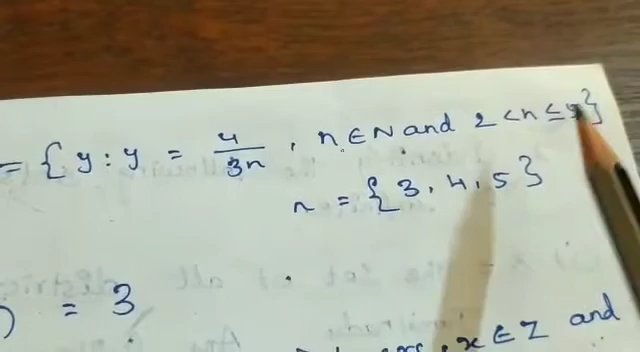 = { y : y = 4/3n , n ∈ N and 2 < n ≤ 5}
n = {3, 4, 5}
) = 3
, x ∈ Z and